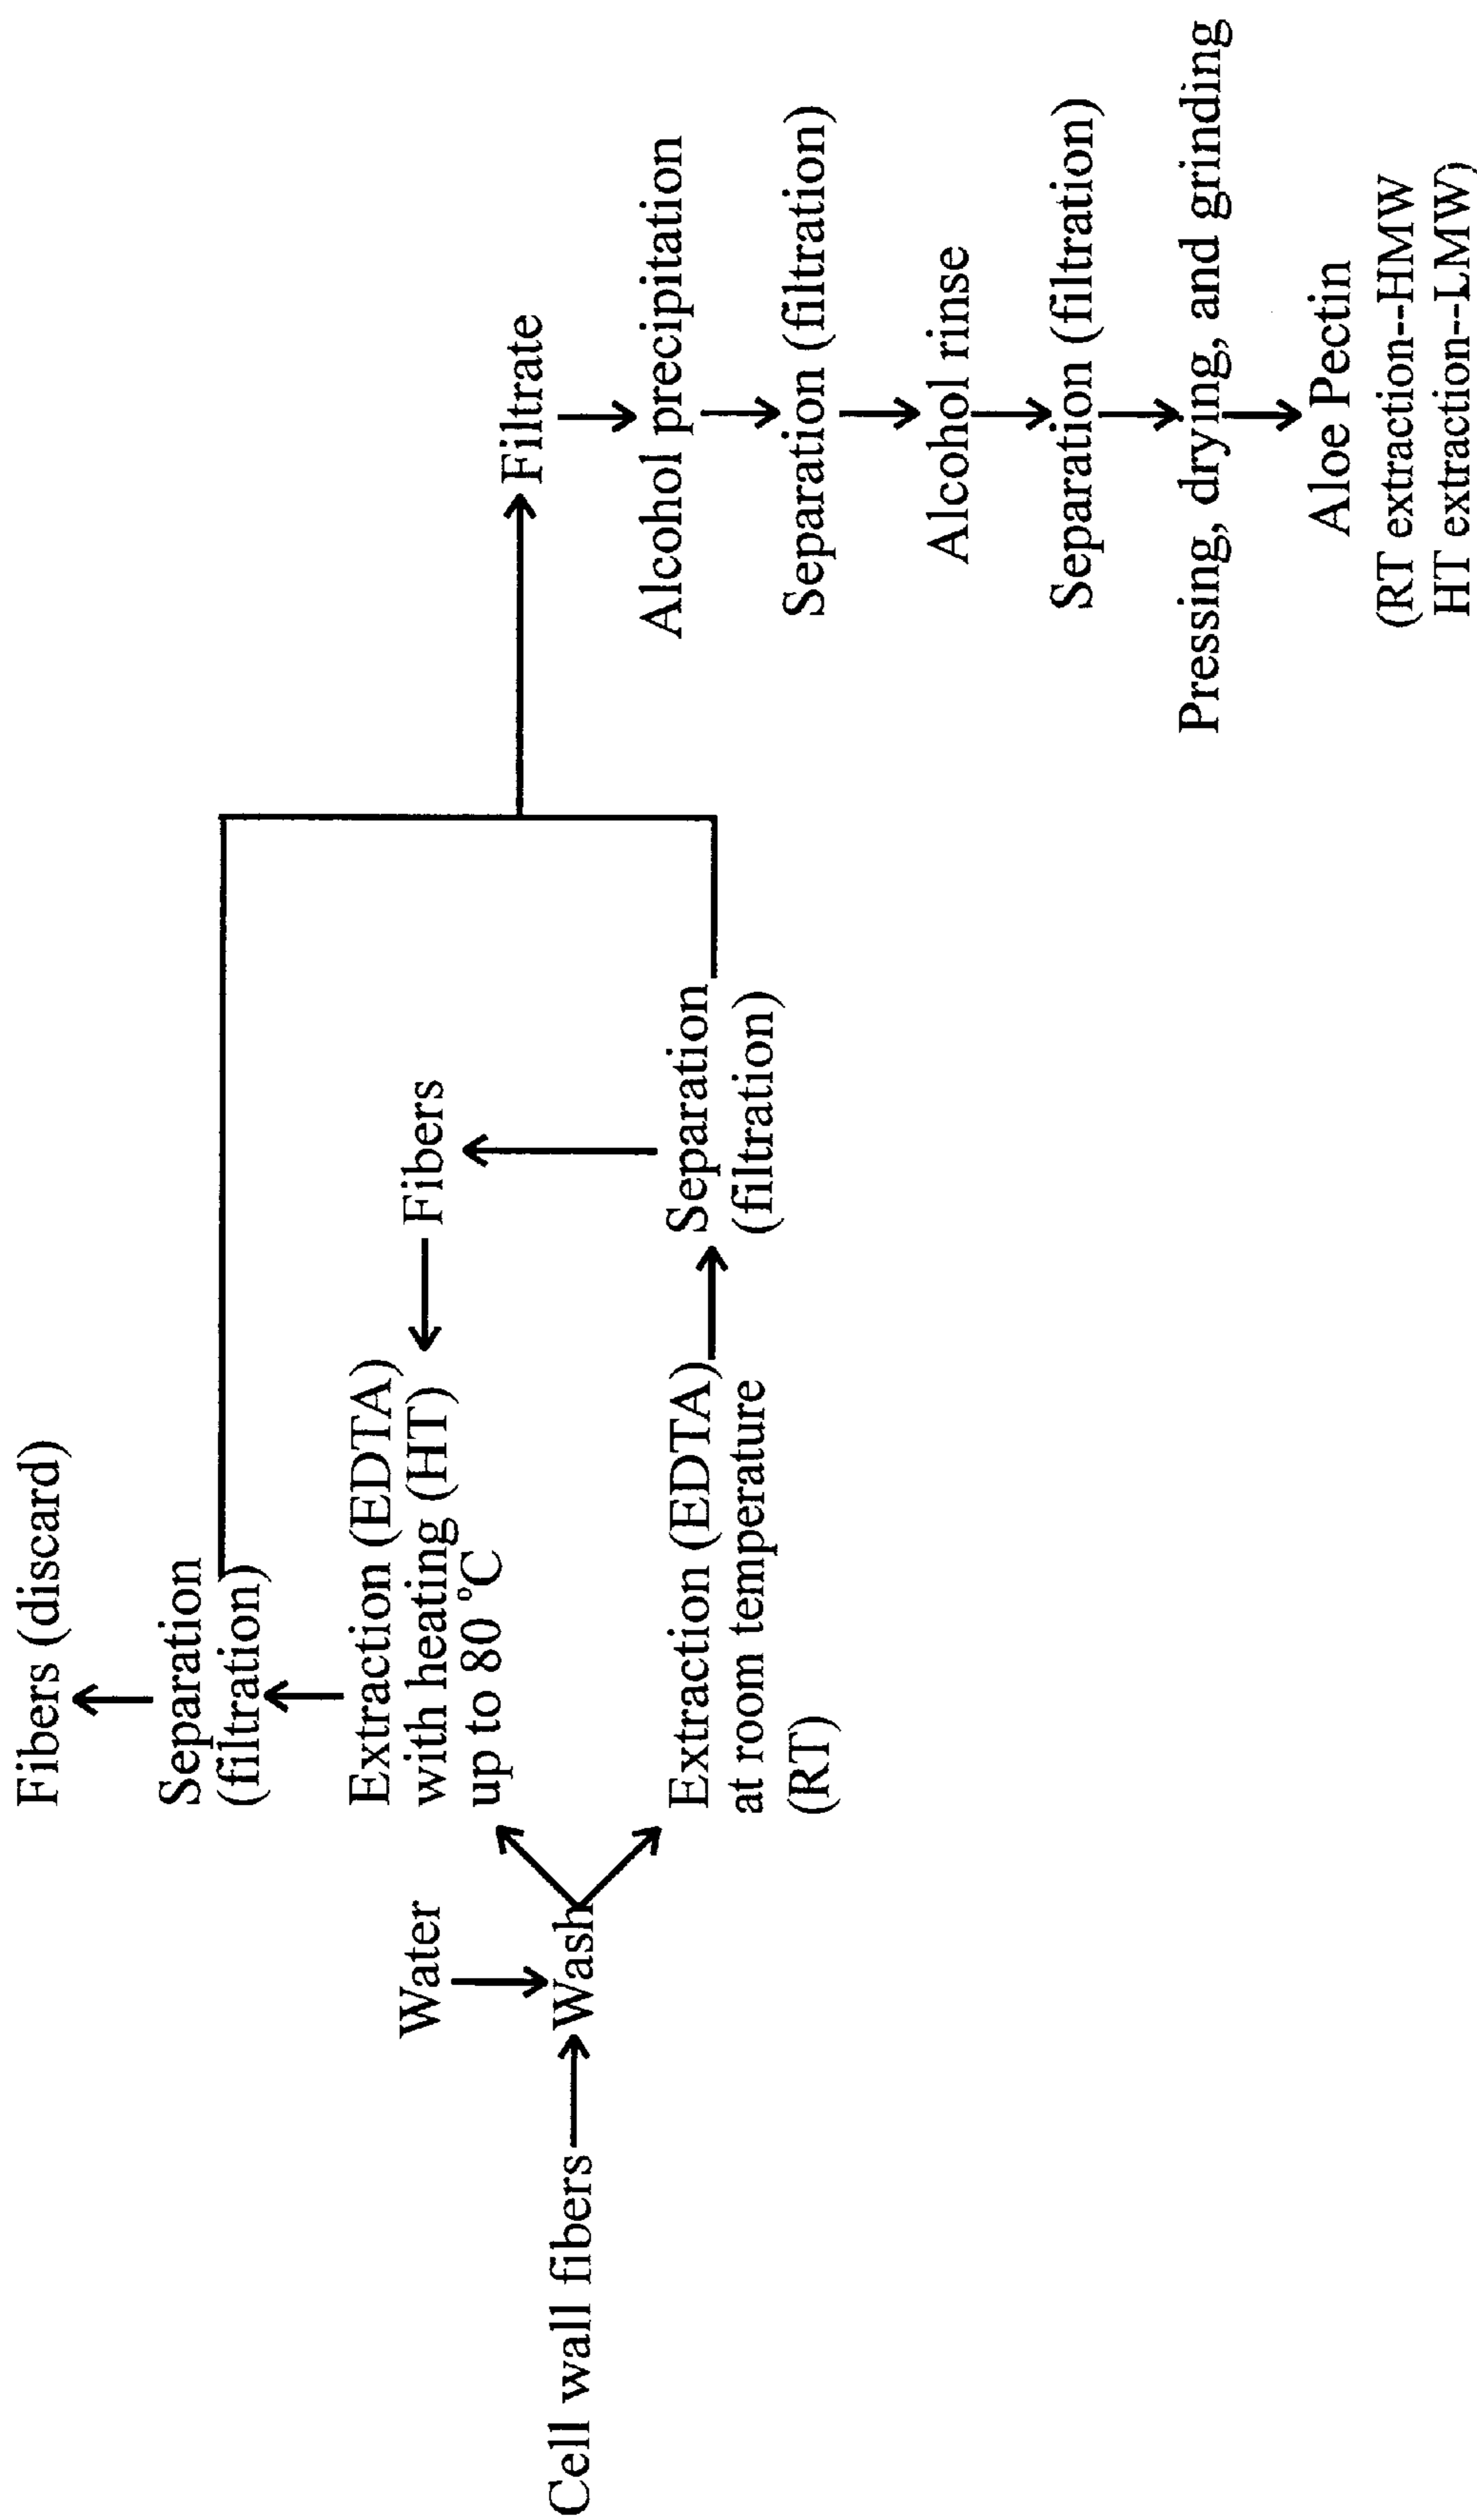 Cell wall fibers
Water
Wash
Fibers (discard)
Separation
(filtration)
Extraction (EDTA)
with heating (HT)
up to 80°C
Extraction (EDTA)
at room temperature
(RT)
Fibers
Separation
(filtration)
Filtrate
Alcohol precipitation
Separation (filtration)
Alcohol rinse
Separation (filtration)
Pressing, drying, and grinding
Aloe Pectin
(RT extraction--HMW
HT extraction--LMW)